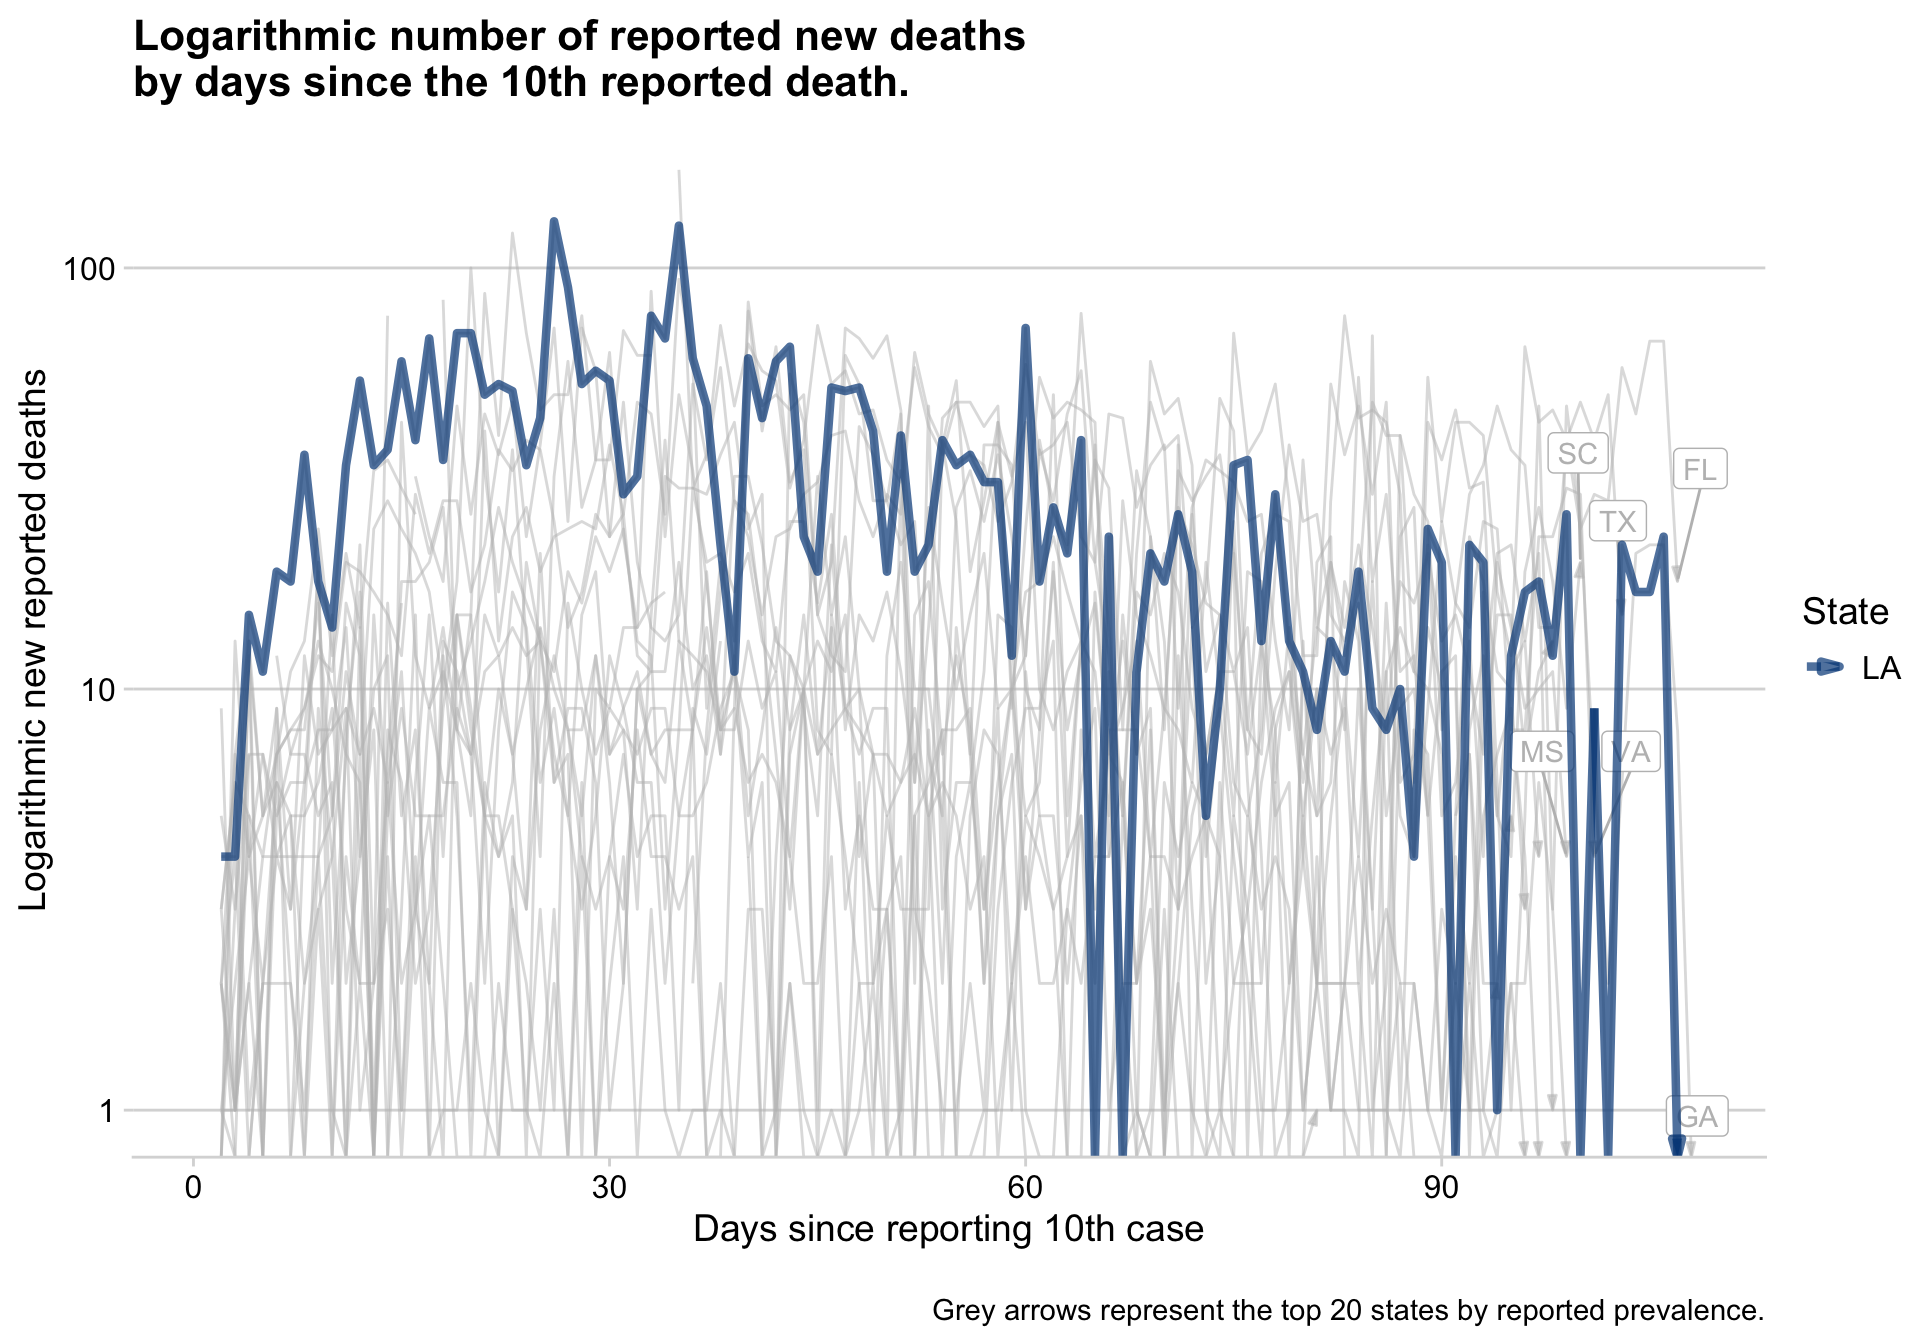 Logarithmic number of reported new deaths
by days since the 10th reported death.
Logarithmic new reported deaths
100
10
1
SC
FL
TX
MS
VA
GA
State
LA
0
30
60
90
Days since reporting 10th case
Grey arrows represent the top 20 states by reported prevalence.